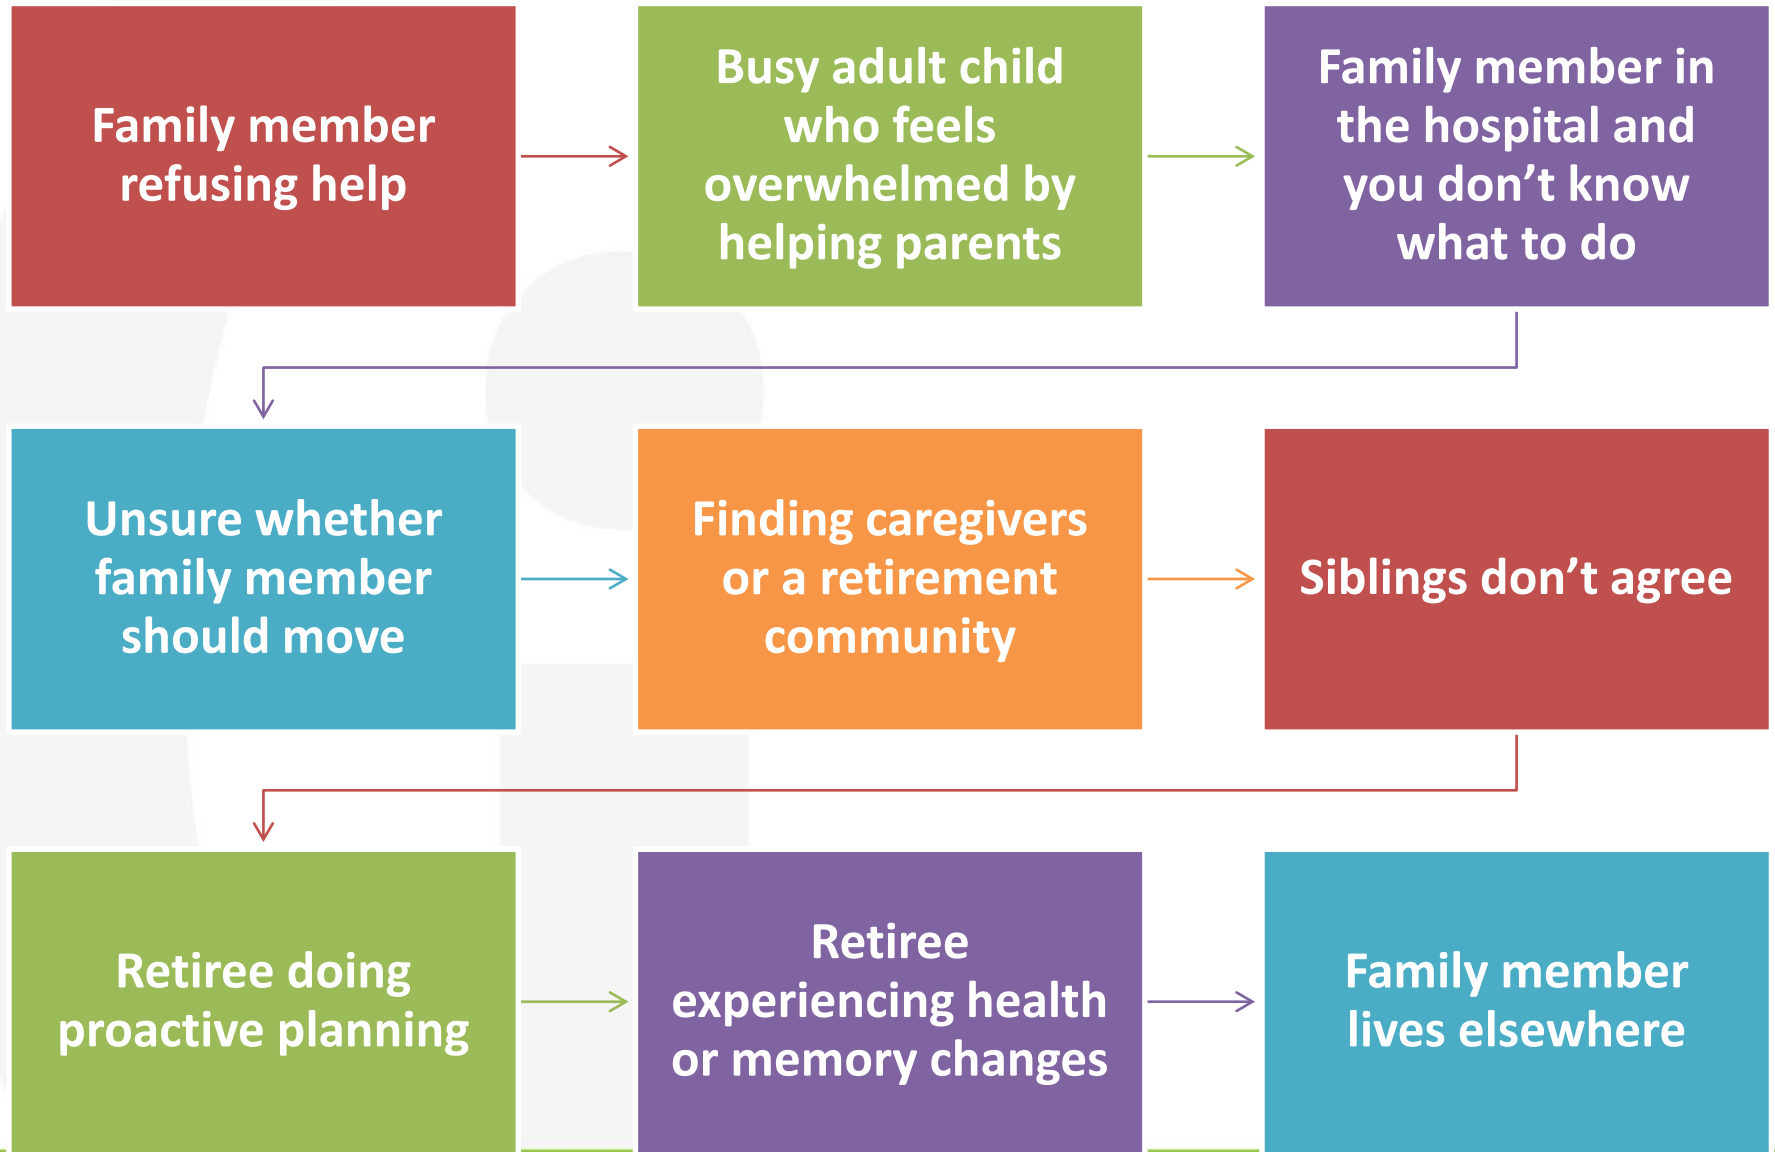 Family member
refusing help
Busy adult child
who feels
overwhelmed by
helping parents
Family member in
the hospital and
you don’t know
what to do
Unsure whether
family member
should move
Finding caregivers
or a retirement
community
Siblings don’t agree
Retiree doing
proactive planning
Retiree
experiencing health
or memory changes
Family member
lives elsewhere